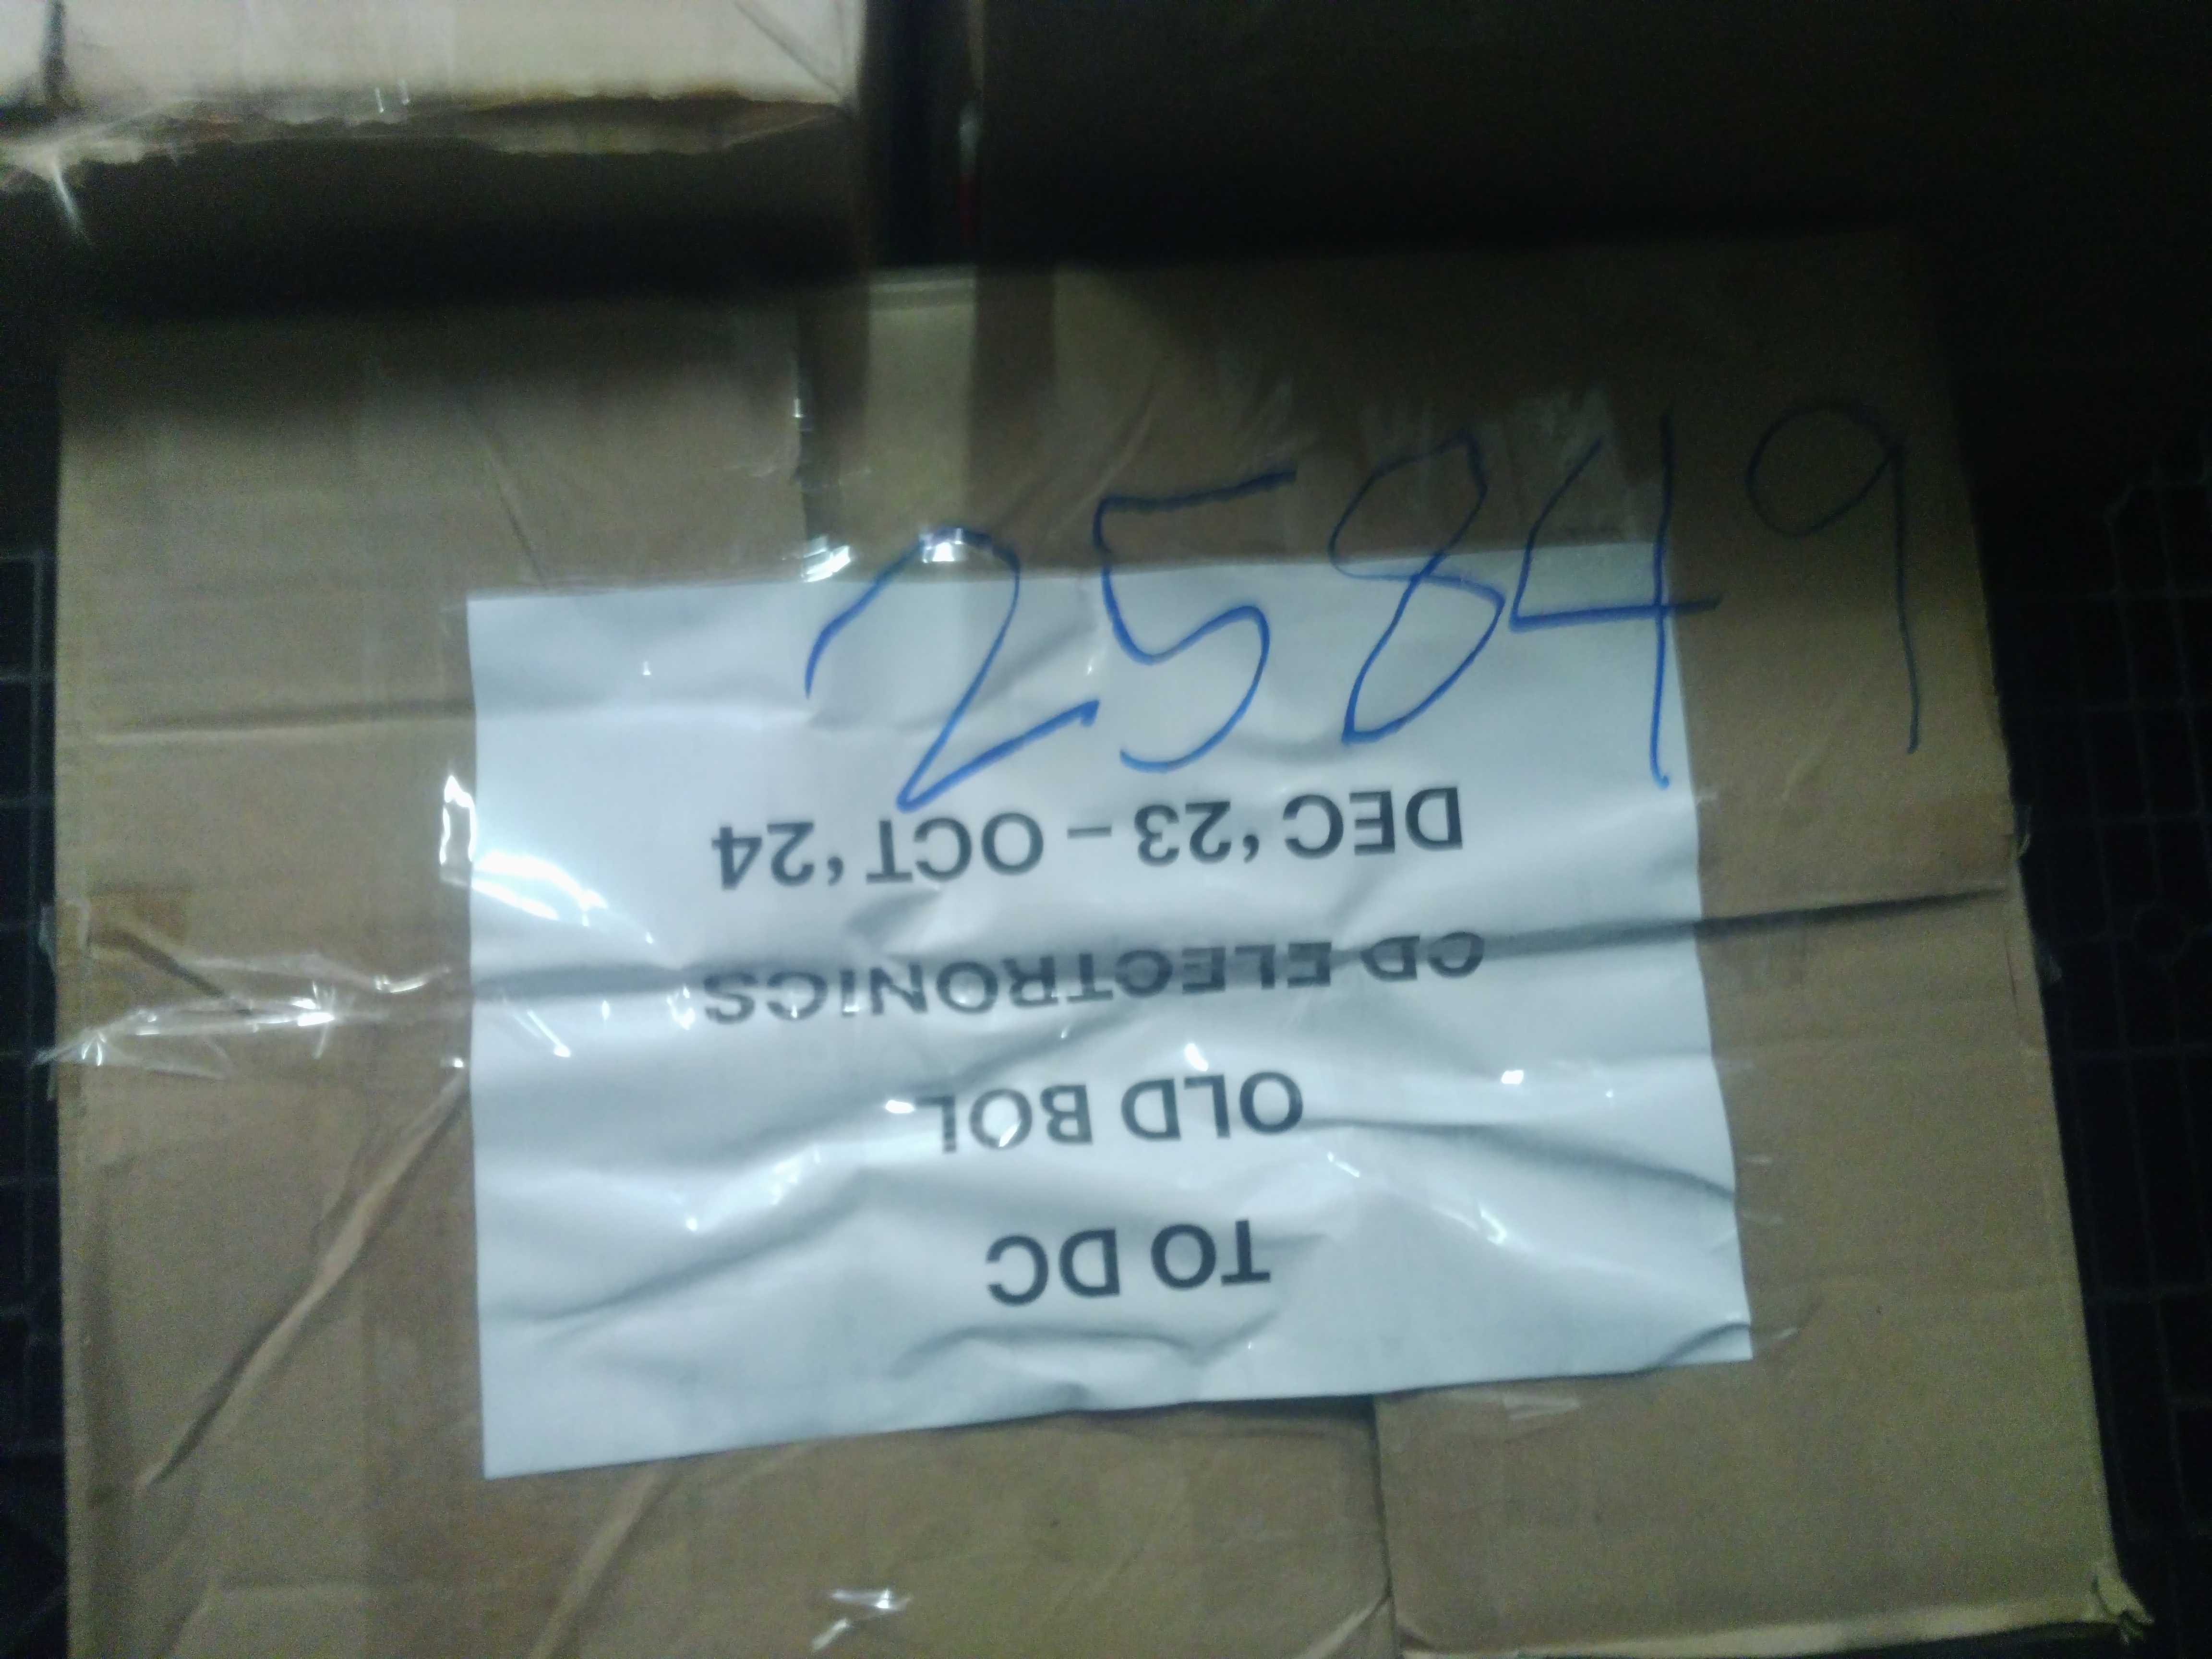 25849
TO DC
OLD BOL
CD ELECTRONICS
DEC ‘23 – OCT ‘24